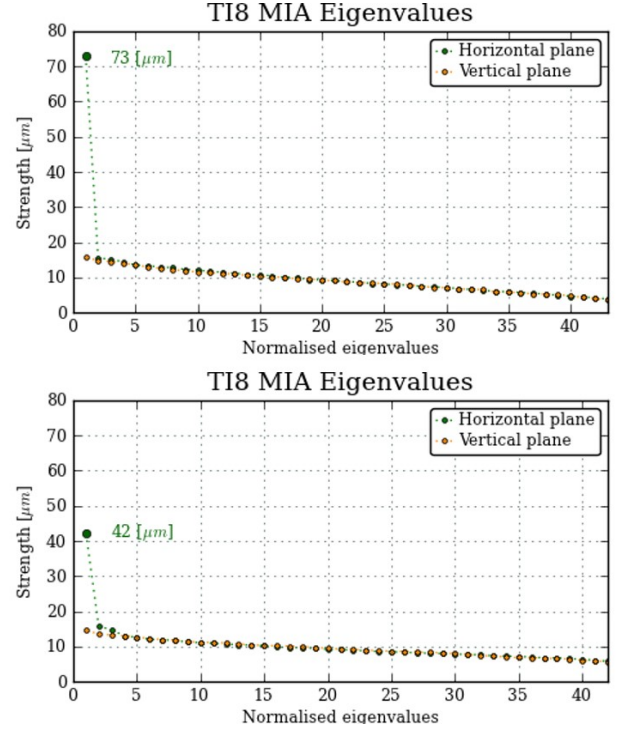 TI8 MIA Eigenvalues
80
70
60
50
40
30
20
10
0
Strength [μm]
73 [μm]
Horizontal plane
Vertical plane
0 5 10 15 20 25 30 35 40
Normalised eigenvalues
TI8 MIA Eigenvalues
80
70
60
50
40
30
20
10
0
Strength [μm]
42 [μm]
Horizontal plane
Vertical plane
0 5 10 15 20 25 30 35 40
Normalised eigenvalues